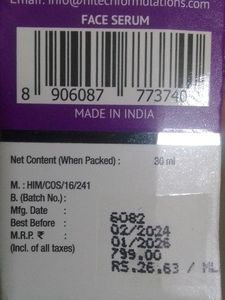 Email: info@hitechformulations.com
FACE SERUM
8 906087 773740
MADE IN INDIA
Net Content (When Packed) : 30 ml
M. : HIM/COS/16/241
B. (Batch No.) : 6082
Mfg. Date : 02/2024
Best Before : 01/2026
M.R.P. ₹ : 799.00
(Incl. of all taxes) RS.26.63 / ML